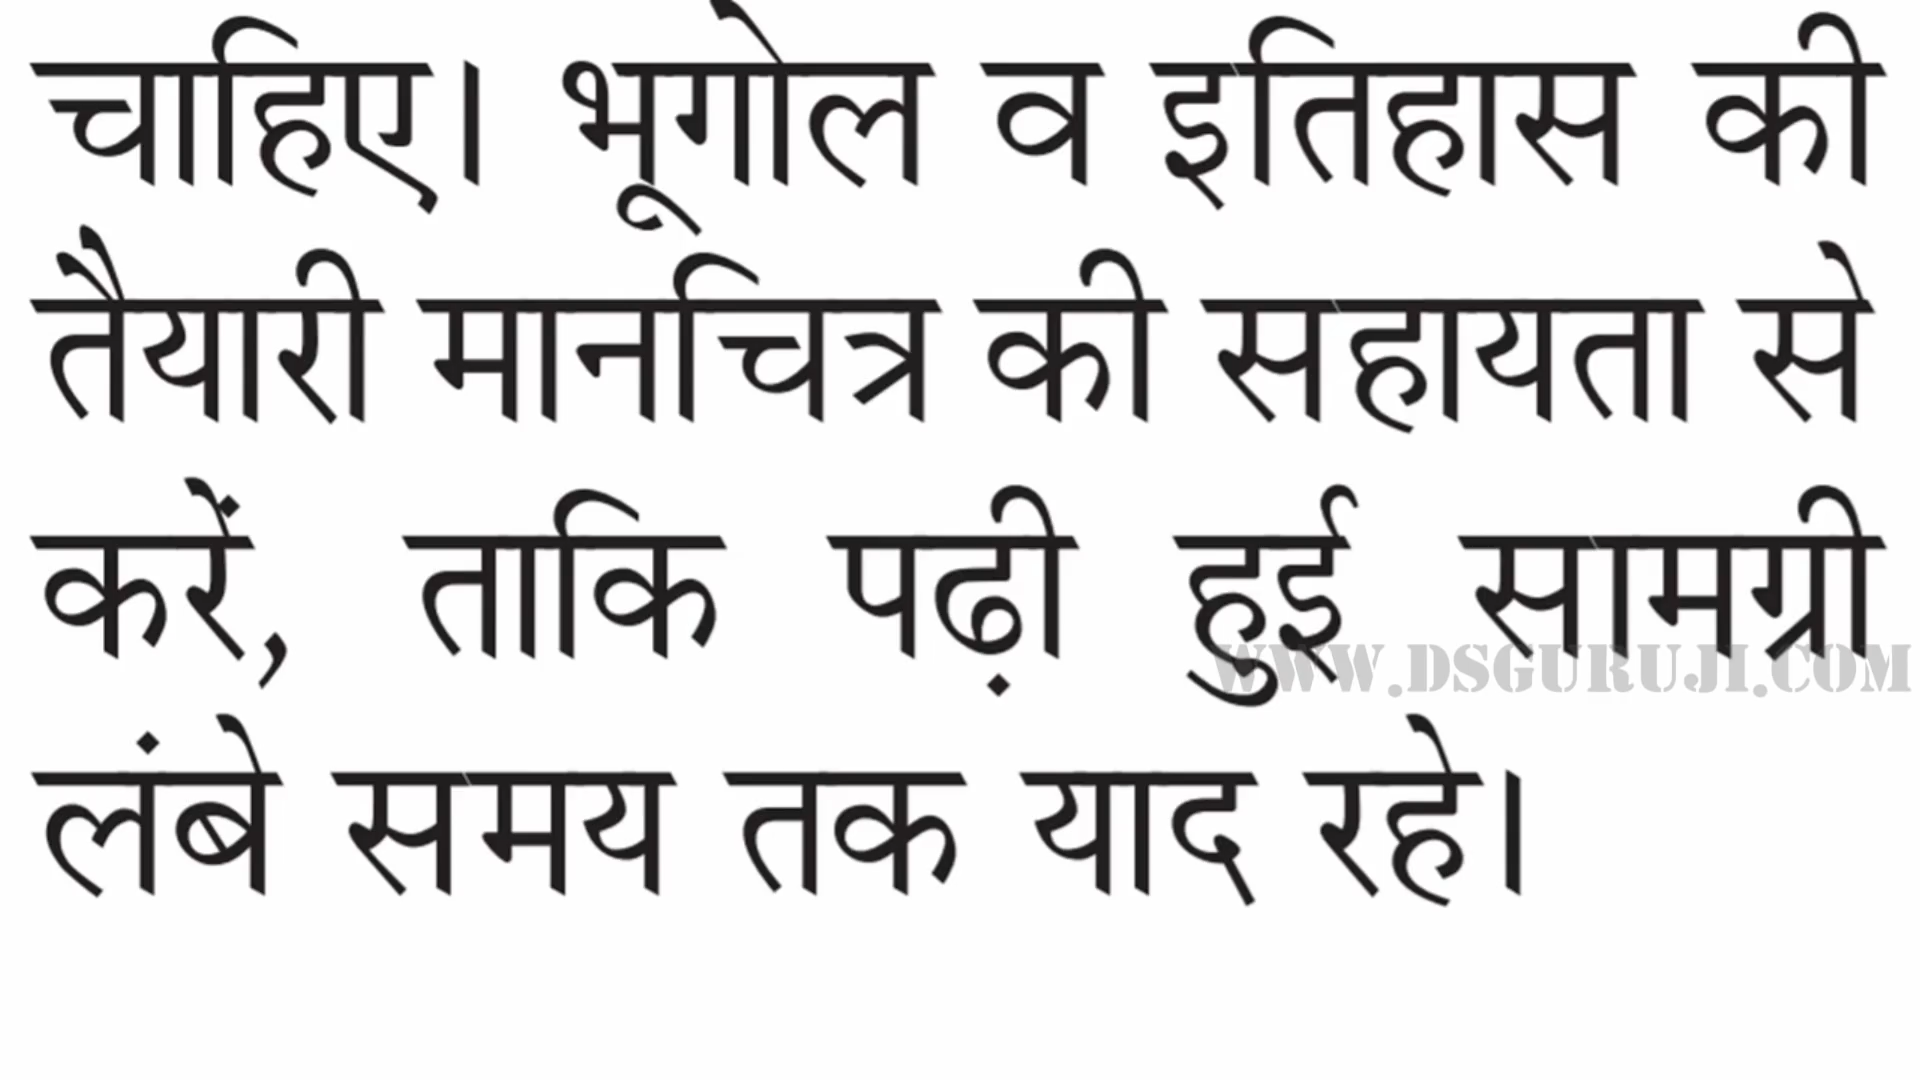 चाहिए। भूगोल व इतिहास की
तैयारी मानचित्र की सहायता से
करें, ताकि पढ़ी हुई सामग्री
WWW.DSGURUJI.COM
लंबे समय तक याद रहे।